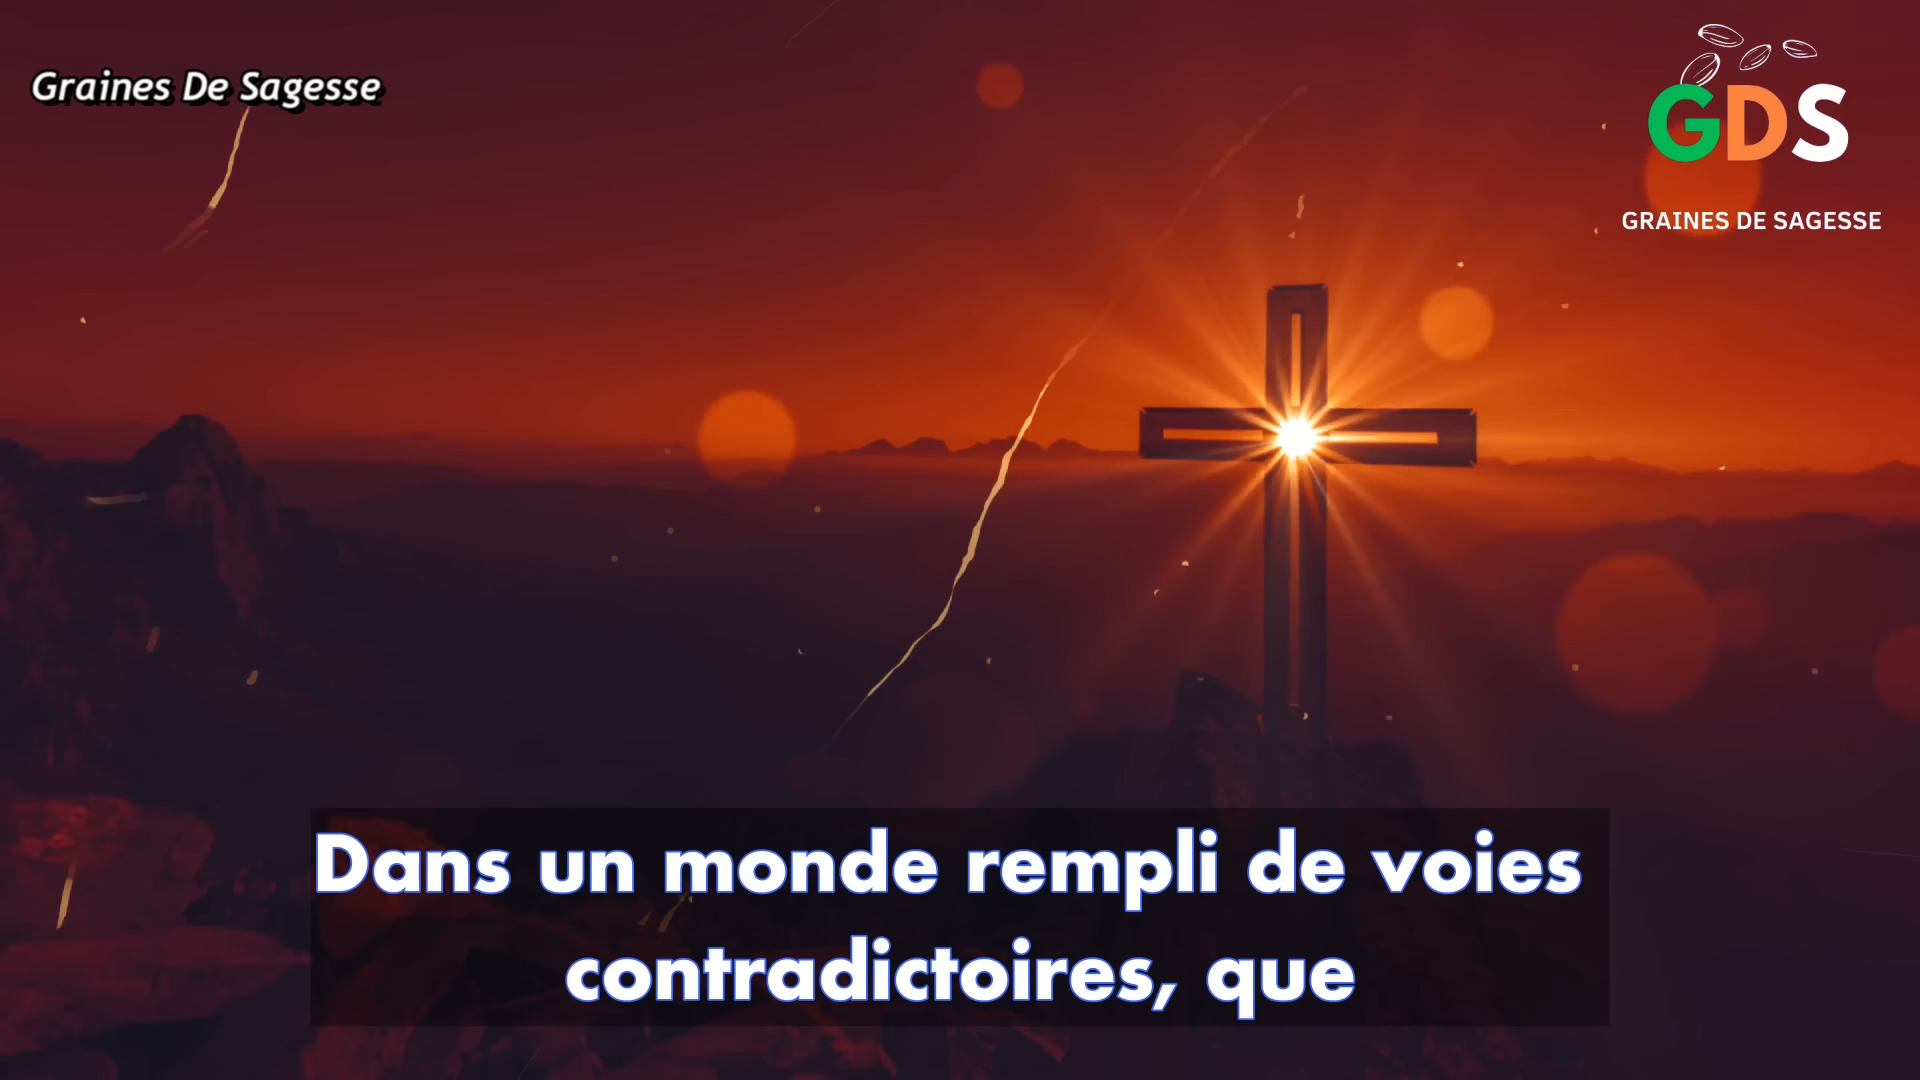 Graines De Sagesse
GDS
GRAINES DE SAGESSE
Dans un monde rempli de voies
contradictoires, que